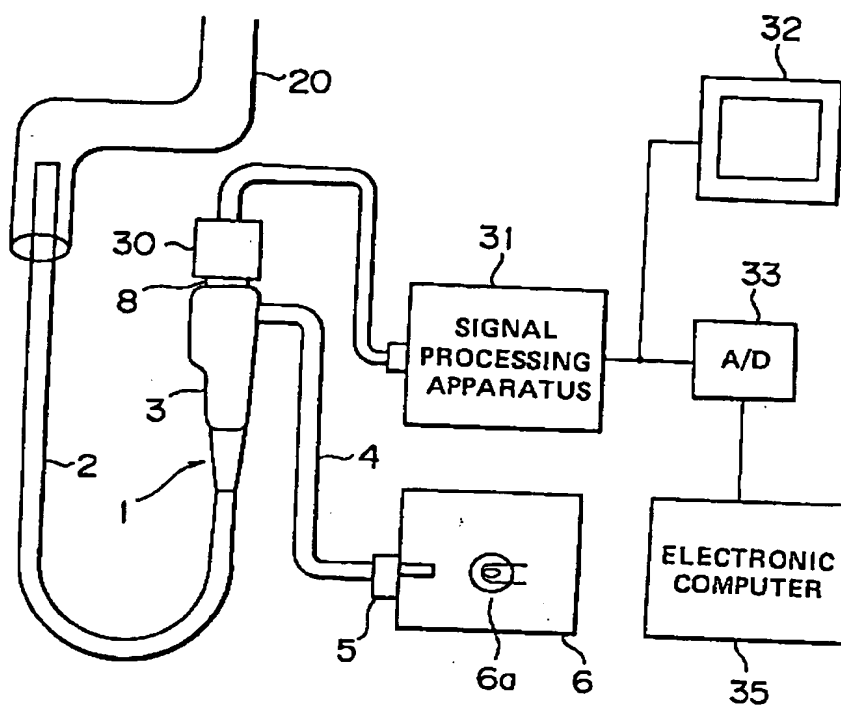 32
20
33
31
30
8
SIGNAL
PROCESSING
APPARATUS
A/D
3
2
4
1
ELECTRONIC
COMPUTER
5
6a
6
35